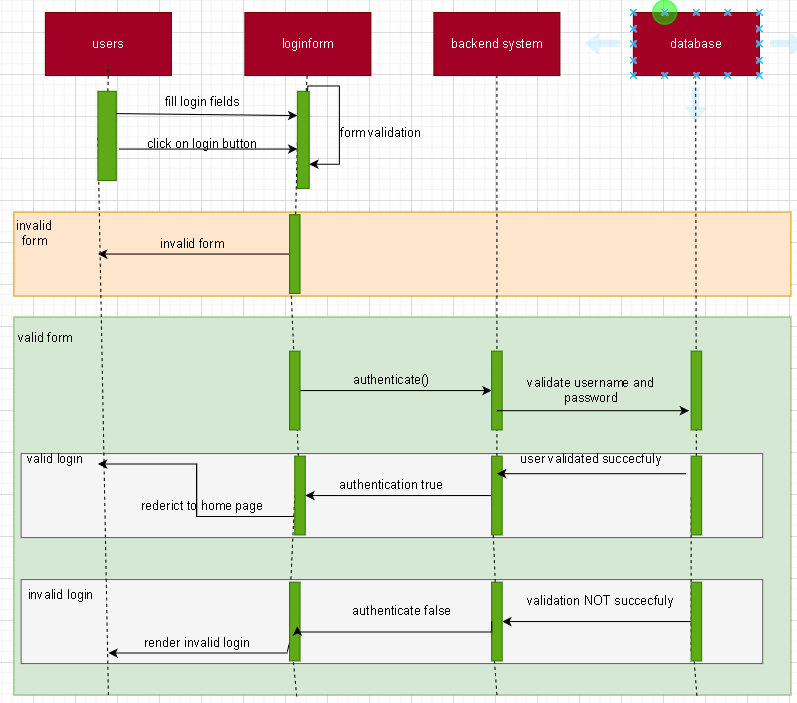 users
loginform
backend system
database
fill login fields
form validation
click on login button
invalid
form
invalid form
valid form
authenticate()
validate username and
password
valid login
user validated succecfuly
authentication true
rederict to home page
invalid login
validation NOT succecfuly
authenticate false
render invalid login